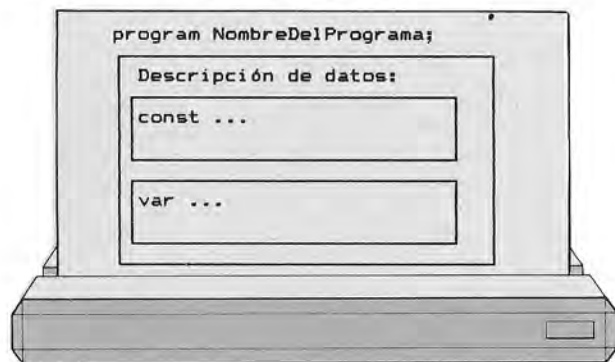 program NombreDelPrograma;
Descripción de datos:
const ...
var ...